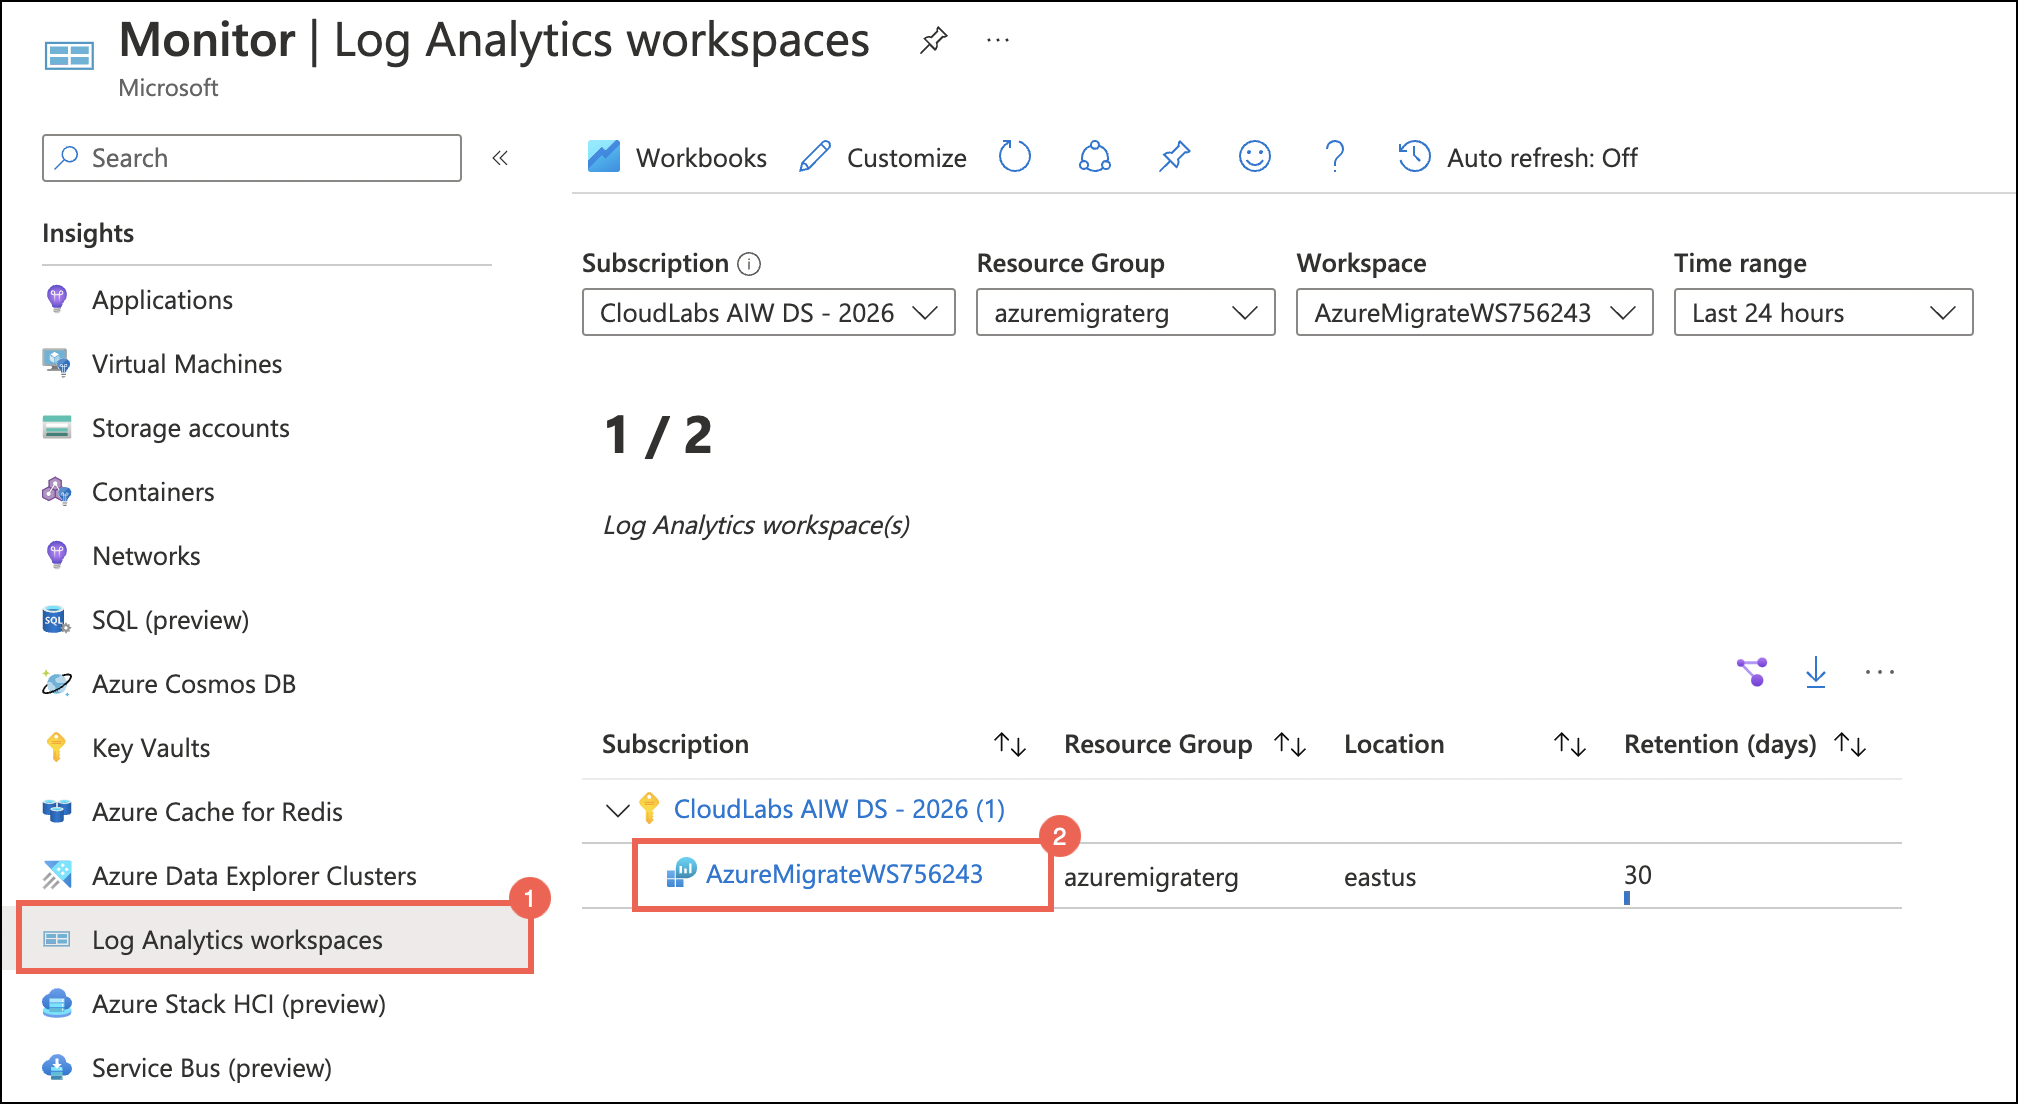 Monitor | Log Analytics workspaces ...
Microsoft
Search
«
Workbooks Customize ? Auto refresh: Off
Insights
Applications
Virtual Machines
Storage accounts
Containers
Networks
SQL (preview)
Azure Cosmos DB
Key Vaults
Azure Cache for Redis
Azure Data Explorer Clusters
1
Log Analytics workspaces
Azure Stack HCI (preview)
Service Bus (preview)
Subscription Resource Group Workspace Time range
CloudLabs AIW DS - 2026 azuremigraterg AzureMigrateWS756243 Last 24 hours
1 / 2
Log Analytics workspace(s)
...
Subscription ↑↓ Resource Group ↑↓ Location ↑↓ Retention (days) ↑↓
CloudLabs AIW DS - 2026 (1)
2
AzureMigrateWS756243 azuremigraterg eastus 30